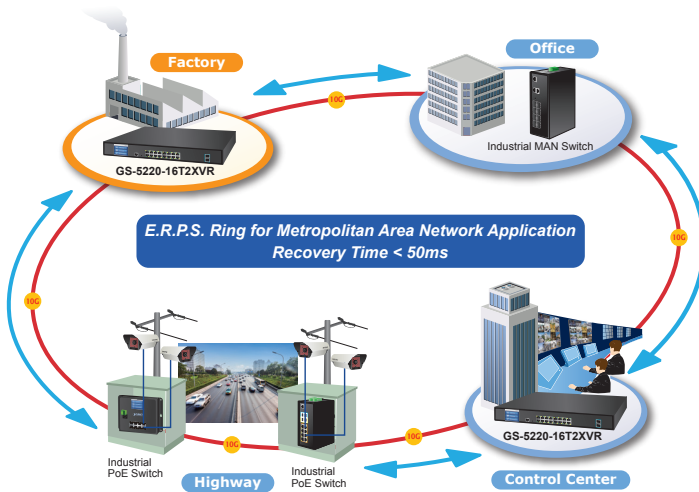 Factory
Office
10G
GS-5220-16T2XVR
Industrial MAN Switch
E.R.P.S. Ring for Metropolitan Area Network Application
Recovery Time < 50ms
10G
10G
Industrial
PoE Switch
10G
Highway
Industrial
PoE Switch
10G
GS-5220-16T2XVR
Control Center